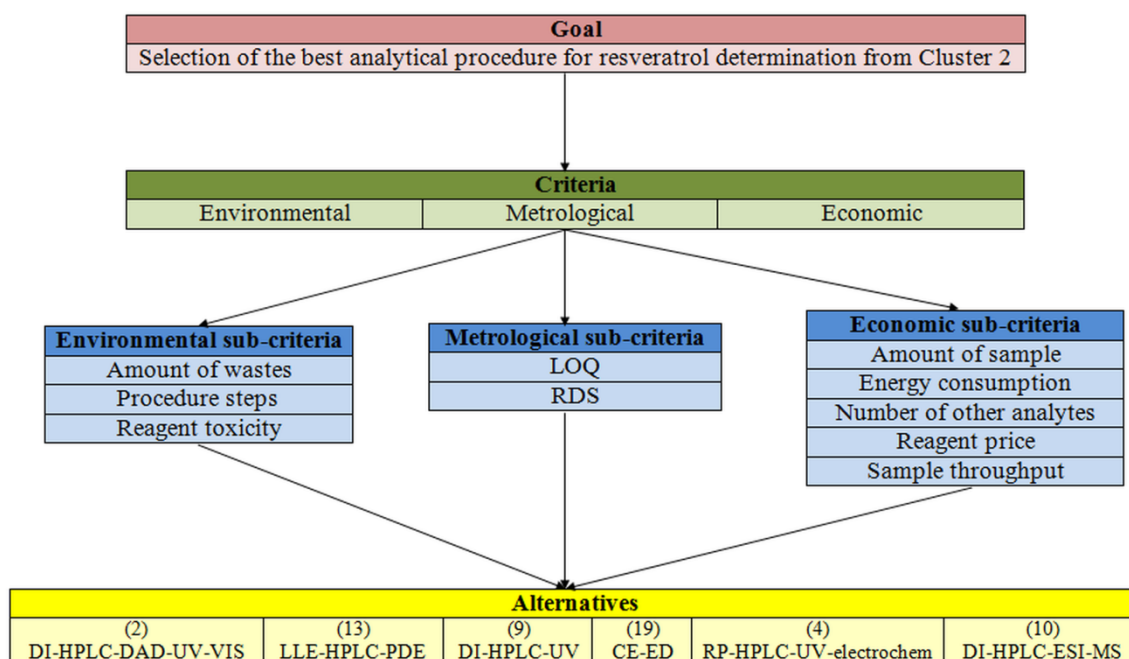 Goal
Selection of the best analytical procedure for resveratrol determination from Cluster 2
Criteria
Environmental Metrological Economic
Environmental sub-criteria
Amount of wastes
Procedure steps
Reagent toxicity
Metrological sub-criteria
LOQ
RDS
Economic sub-criteria
Amount of sample
Energy consumption
Number of other analytes
Reagent price
Sample throughput
Alternatives
(2) (13) (9) (19) (4) (10)
DI-HPLC-DAD-UV-VIS LLE-HPLC-PDE DI-HPLC-UV CE-ED RP-HPLC-UV-electrochem DI-HPLC-ESI-MS